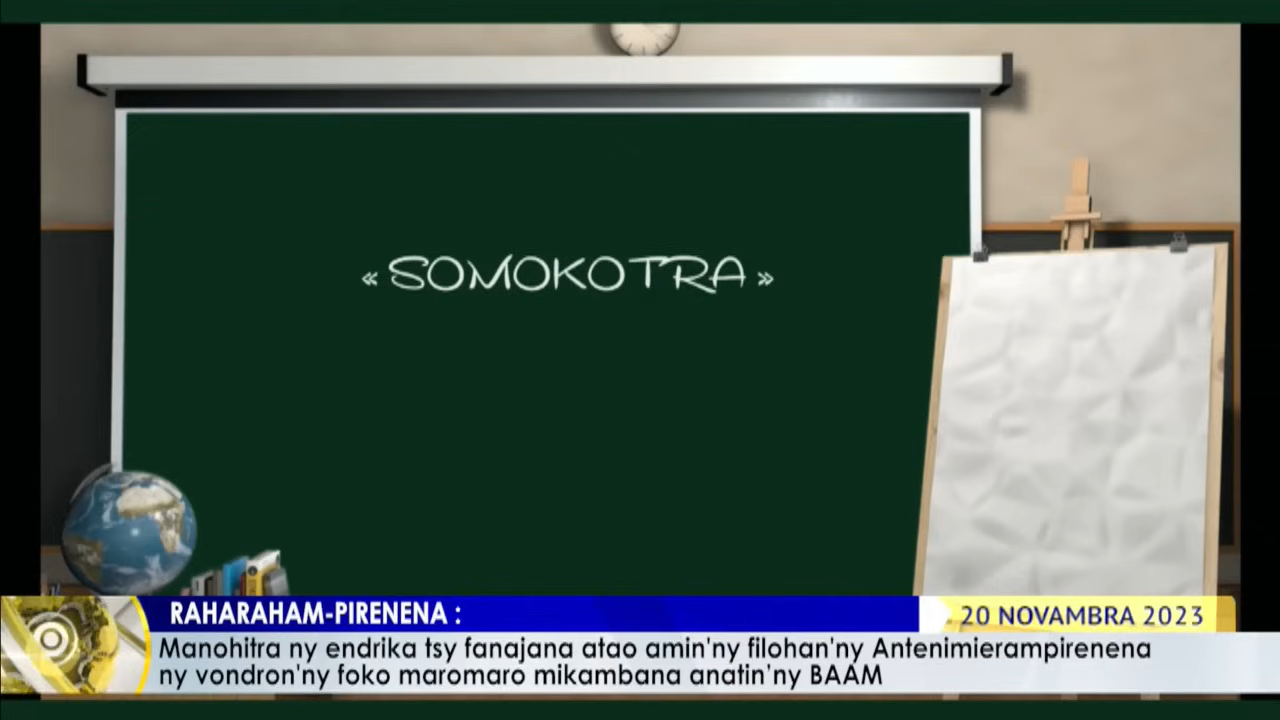 « SOMOKOTRA »
RAHARAHAM-PIRENENA :
20 NOVAMBRA 2023
Manohitra ny endrika tsy fanajana atao amin'ny filohan'ny Antenimierampirenena
ny vondron'ny foko maromaro mikambana anatin'ny BAAM